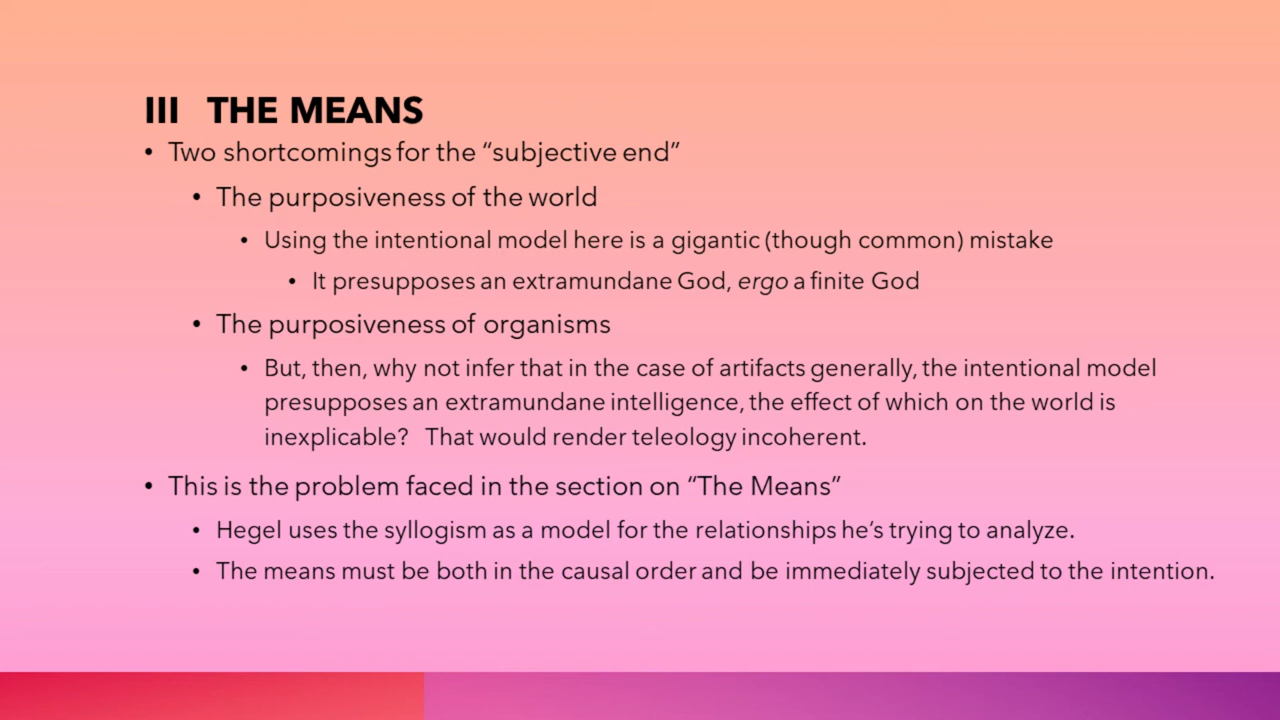 III THE MEANS
• Two shortcomings for the “subjective end”
• The purposiveness of the world
• Using the intentional model here is a gigantic (though common) mistake
• It presupposes an extramundane God, ergo a finite God
• The purposiveness of organisms
• But, then, why not infer that in the case of artifacts generally, the intentional model
presupposes an extramundane intelligence, the effect of which on the world is
inexplicable? That would render teleology incoherent.
• This is the problem faced in the section on “The Means”
• Hegel uses the syllogism as a model for the relationships he’s trying to analyze.
• The means must be both in the causal order and be immediately subjected to the intention.